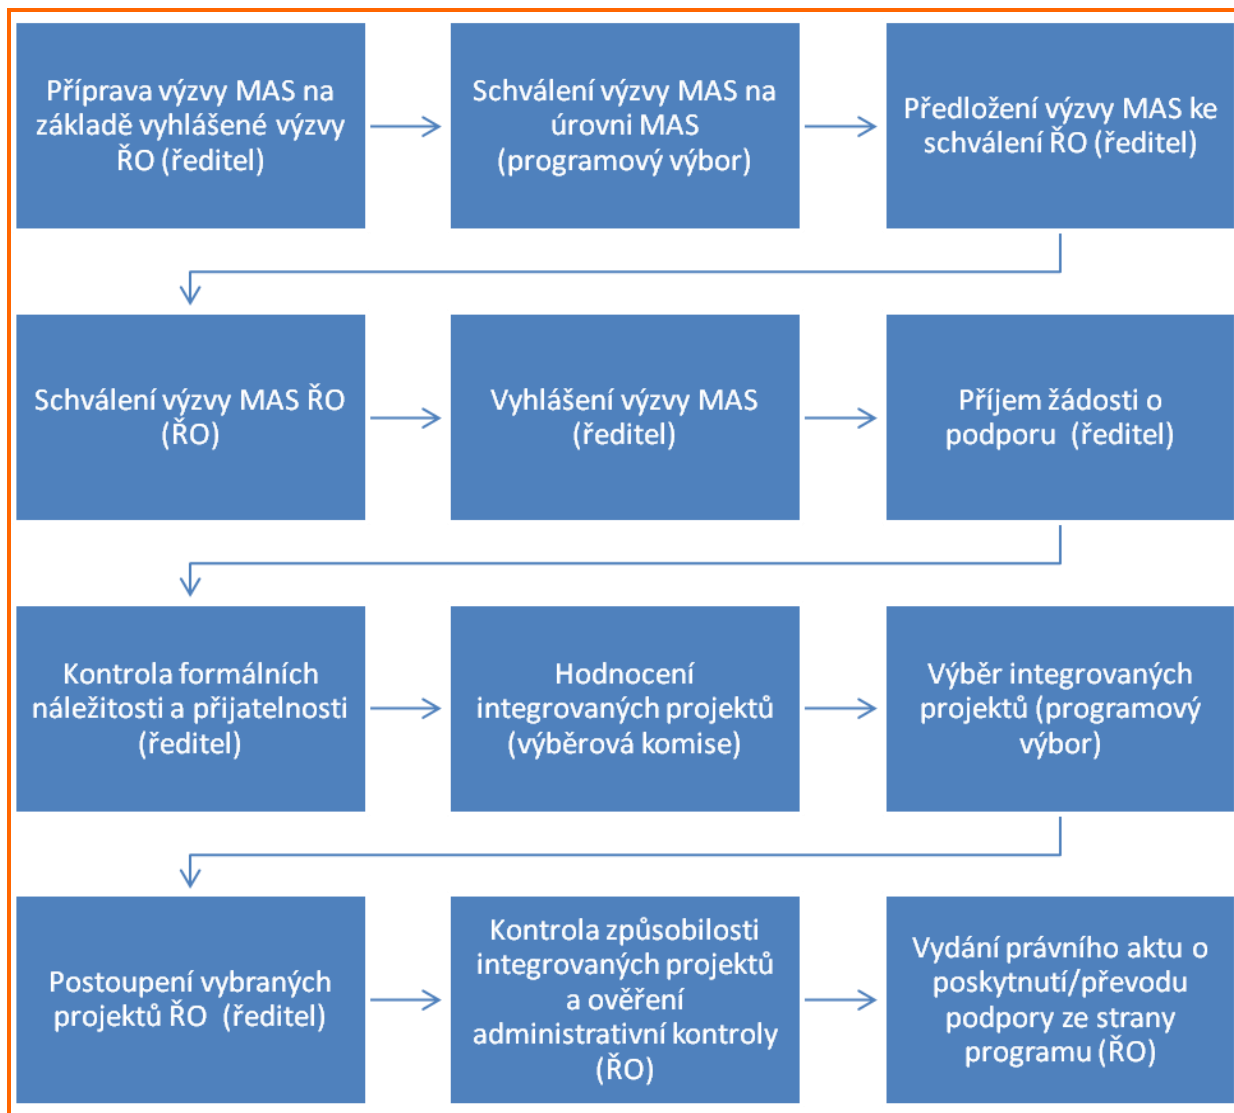 Příprava výzvy MAS na
základě vyhlášené výzvy
ŘO (ředitel)
Schválení výzvy MAS na
úrovni MAS
(programový výbor)
Předložení výzvy MAS ke
schválení ŘO (ředitel)
Schválení výzvy MAS ŘO
(ŘO)
Vyhlášení výzvy MAS
(ředitel)
Příjem žádosti o
podporu (ředitel)
Kontrola formálních
náležitosti a přijatelnosti
(ředitel)
Hodnocení
integrovaných projektů
(výběrová komise)
Výběr integrovaných
projektů (programový
výbor)
Postoupení vybraných
projektů ŘO (ředitel)
Kontrola způsobilosti
integrovaných projektů
a ověření
administrativní kontroly
(ŘO)
Vydání právního aktu o
poskytnutí/převodu
podpory ze strany
programu (ŘO)